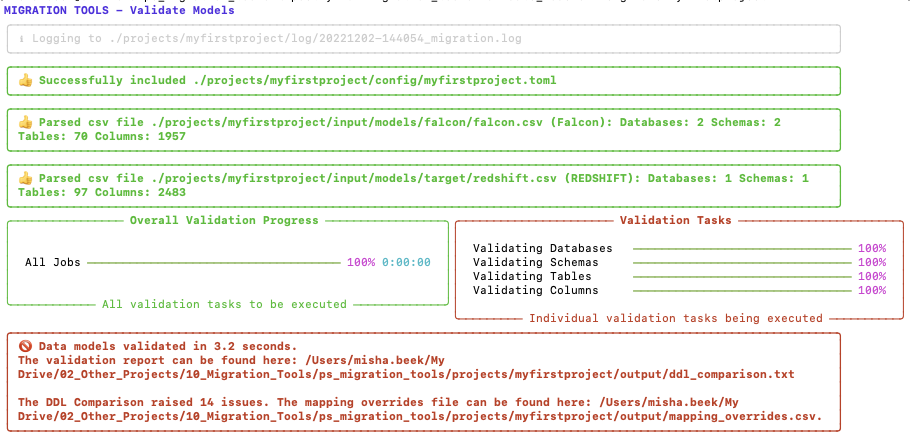 MIGRATION TOOLS - Validate Models
ℹ Logging to ./projects/myfirstproject/log/20221202-144054_migration.log
👍 Successfully included ./projects/myfirstproject/config/myfirstproject.toml
👍 Parsed csv file ./projects/myfirstproject/input/models/falcon/falcon.csv (Falcon): Databases: 2 Schemas: 2
Tables: 70 Columns: 1957
👍 Parsed csv file ./projects/myfirstproject/input/models/target/redshift.csv (REDSHIFT): Databases: 1 Schemas: 1
Tables: 97 Columns: 2483
Overall Validation Progress
All Jobs 100% 0:00:00
All validation tasks to be executed
Validation Tasks
Validating Databases 100%
Validating Schemas 100%
Validating Tables 100%
Validating Columns 100%
Individual validation tasks being executed
🚫 Data models validated in 3.2 seconds.
The validation report can be found here: /Users/misha.beek/My
Drive/02_Other_Projects/10_Migration_Tools/ps_migration_tools/projects/myfirstproject/output/ddl_comparison.txt
The DDL Comparison raised 14 issues. The mapping overrides file can be found here: /Users/misha.beek/My
Drive/02_Other_Projects/10_Migration_Tools/ps_migration_tools/projects/myfirstproject/output/mapping_overrides.csv.